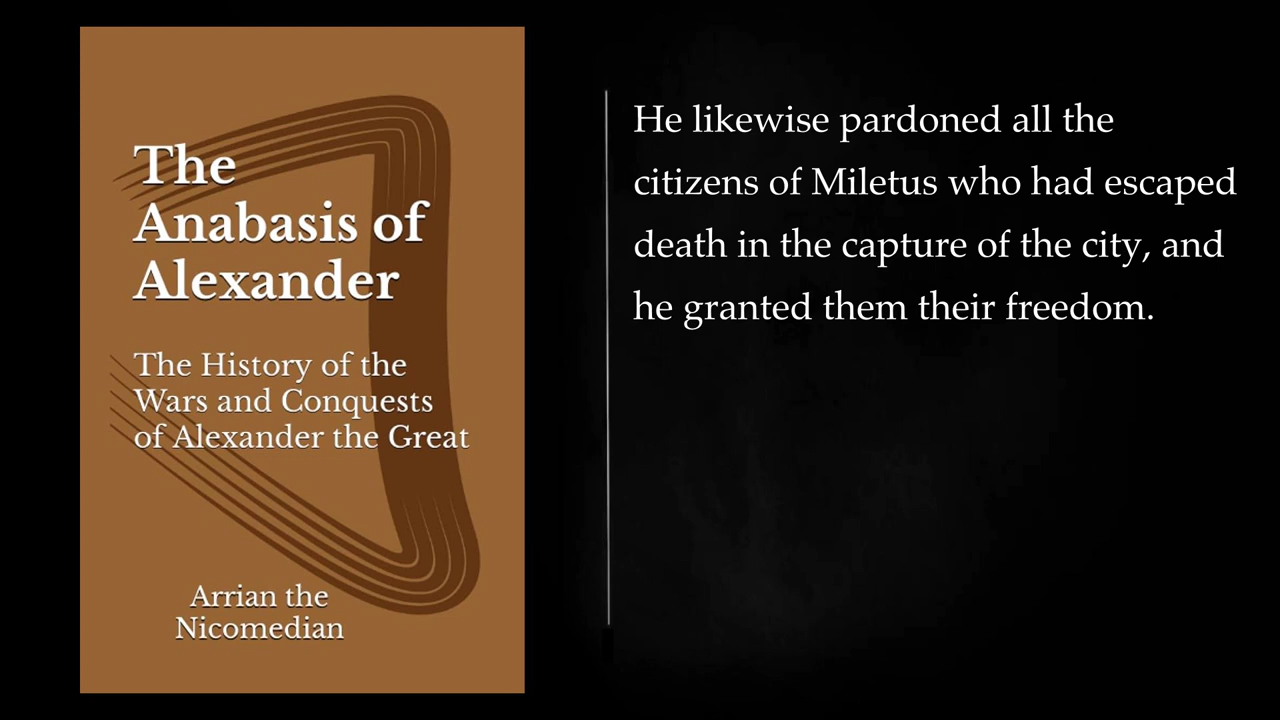 The
Anabasis of
Alexander
The History of the
Wars and Conquests
of Alexander the Great
Arrian the
Nicomedian
He likewise pardoned all the
citizens of Miletus who had escaped
death in the capture of the city, and
he granted them their freedom.